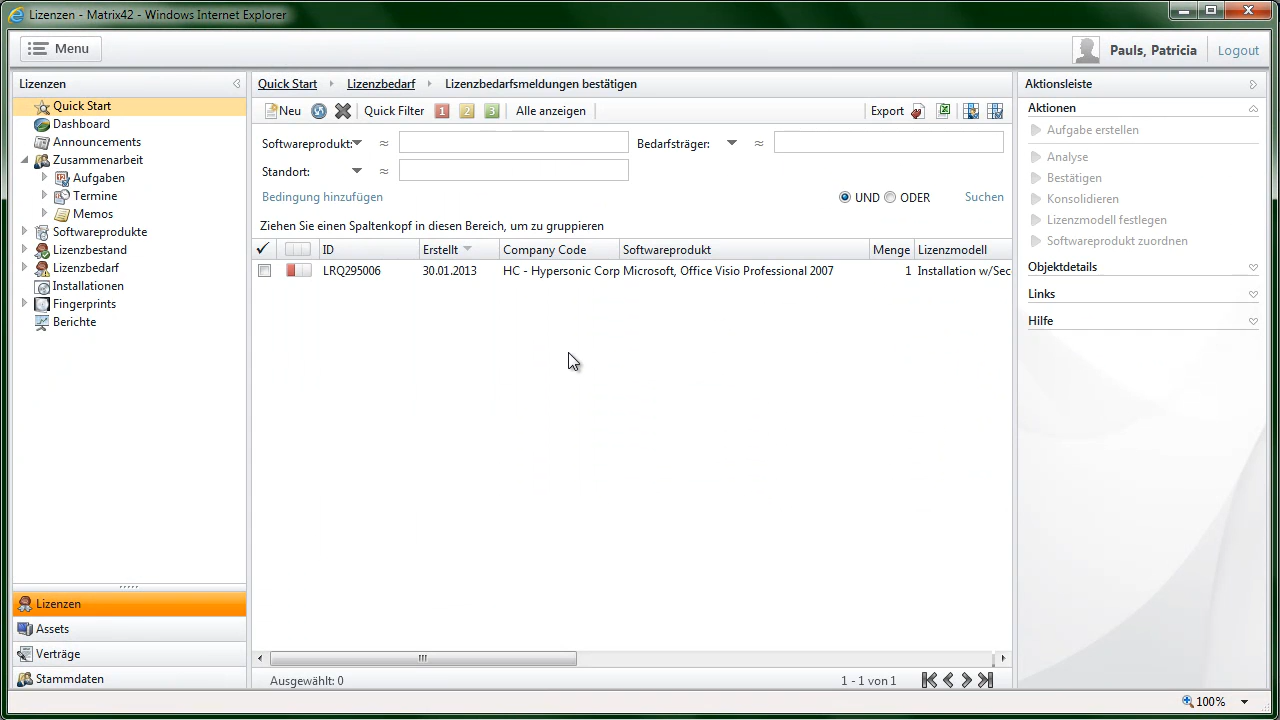 Lizenzen - Matrix42 - Windows Internet Explorer
Menu
Pauls, Patricia
Logout
Lizenzen
Quick Start
Dashboard
Announcements
Zusammenarbeit
Aufgaben
Termine
Memos
Softwareprodukte
Lizenzbestand
Lizenzbedarf
Installationen
Fingerprints
Berichte
Lizenzen
Assets
Verträge
Stammdaten
Quick Start Lizenzbedarf Lizenzbedarfsmeldungen bestätigen
Neu Quick Filter 1 2 3 Alle anzeigen Export
Softwareprodukt: ≈ Bedarfsträger: ≈
Standort: ≈
Bedingung hinzufügen UND ODER Suchen
Ziehen Sie einen Spaltenkopf in diesen Bereich, um zu gruppieren
ID Erstellt Company Code Softwareprodukt Menge Lizenzmodell
LRQ295006 30.01.2013 HC - Hypersonic Corp Microsoft, Office Visio Professional 2007 1 Installation w/Sec
Ausgewählt: 0 1 - 1 von 1
Aktionsleiste
Aktionen
Aufgabe erstellen
Analyse
Bestätigen
Konsolidieren
Lizenzmodell festlegen
Softwareprodukt zuordnen
Objektdetails
Links
Hilfe
100%